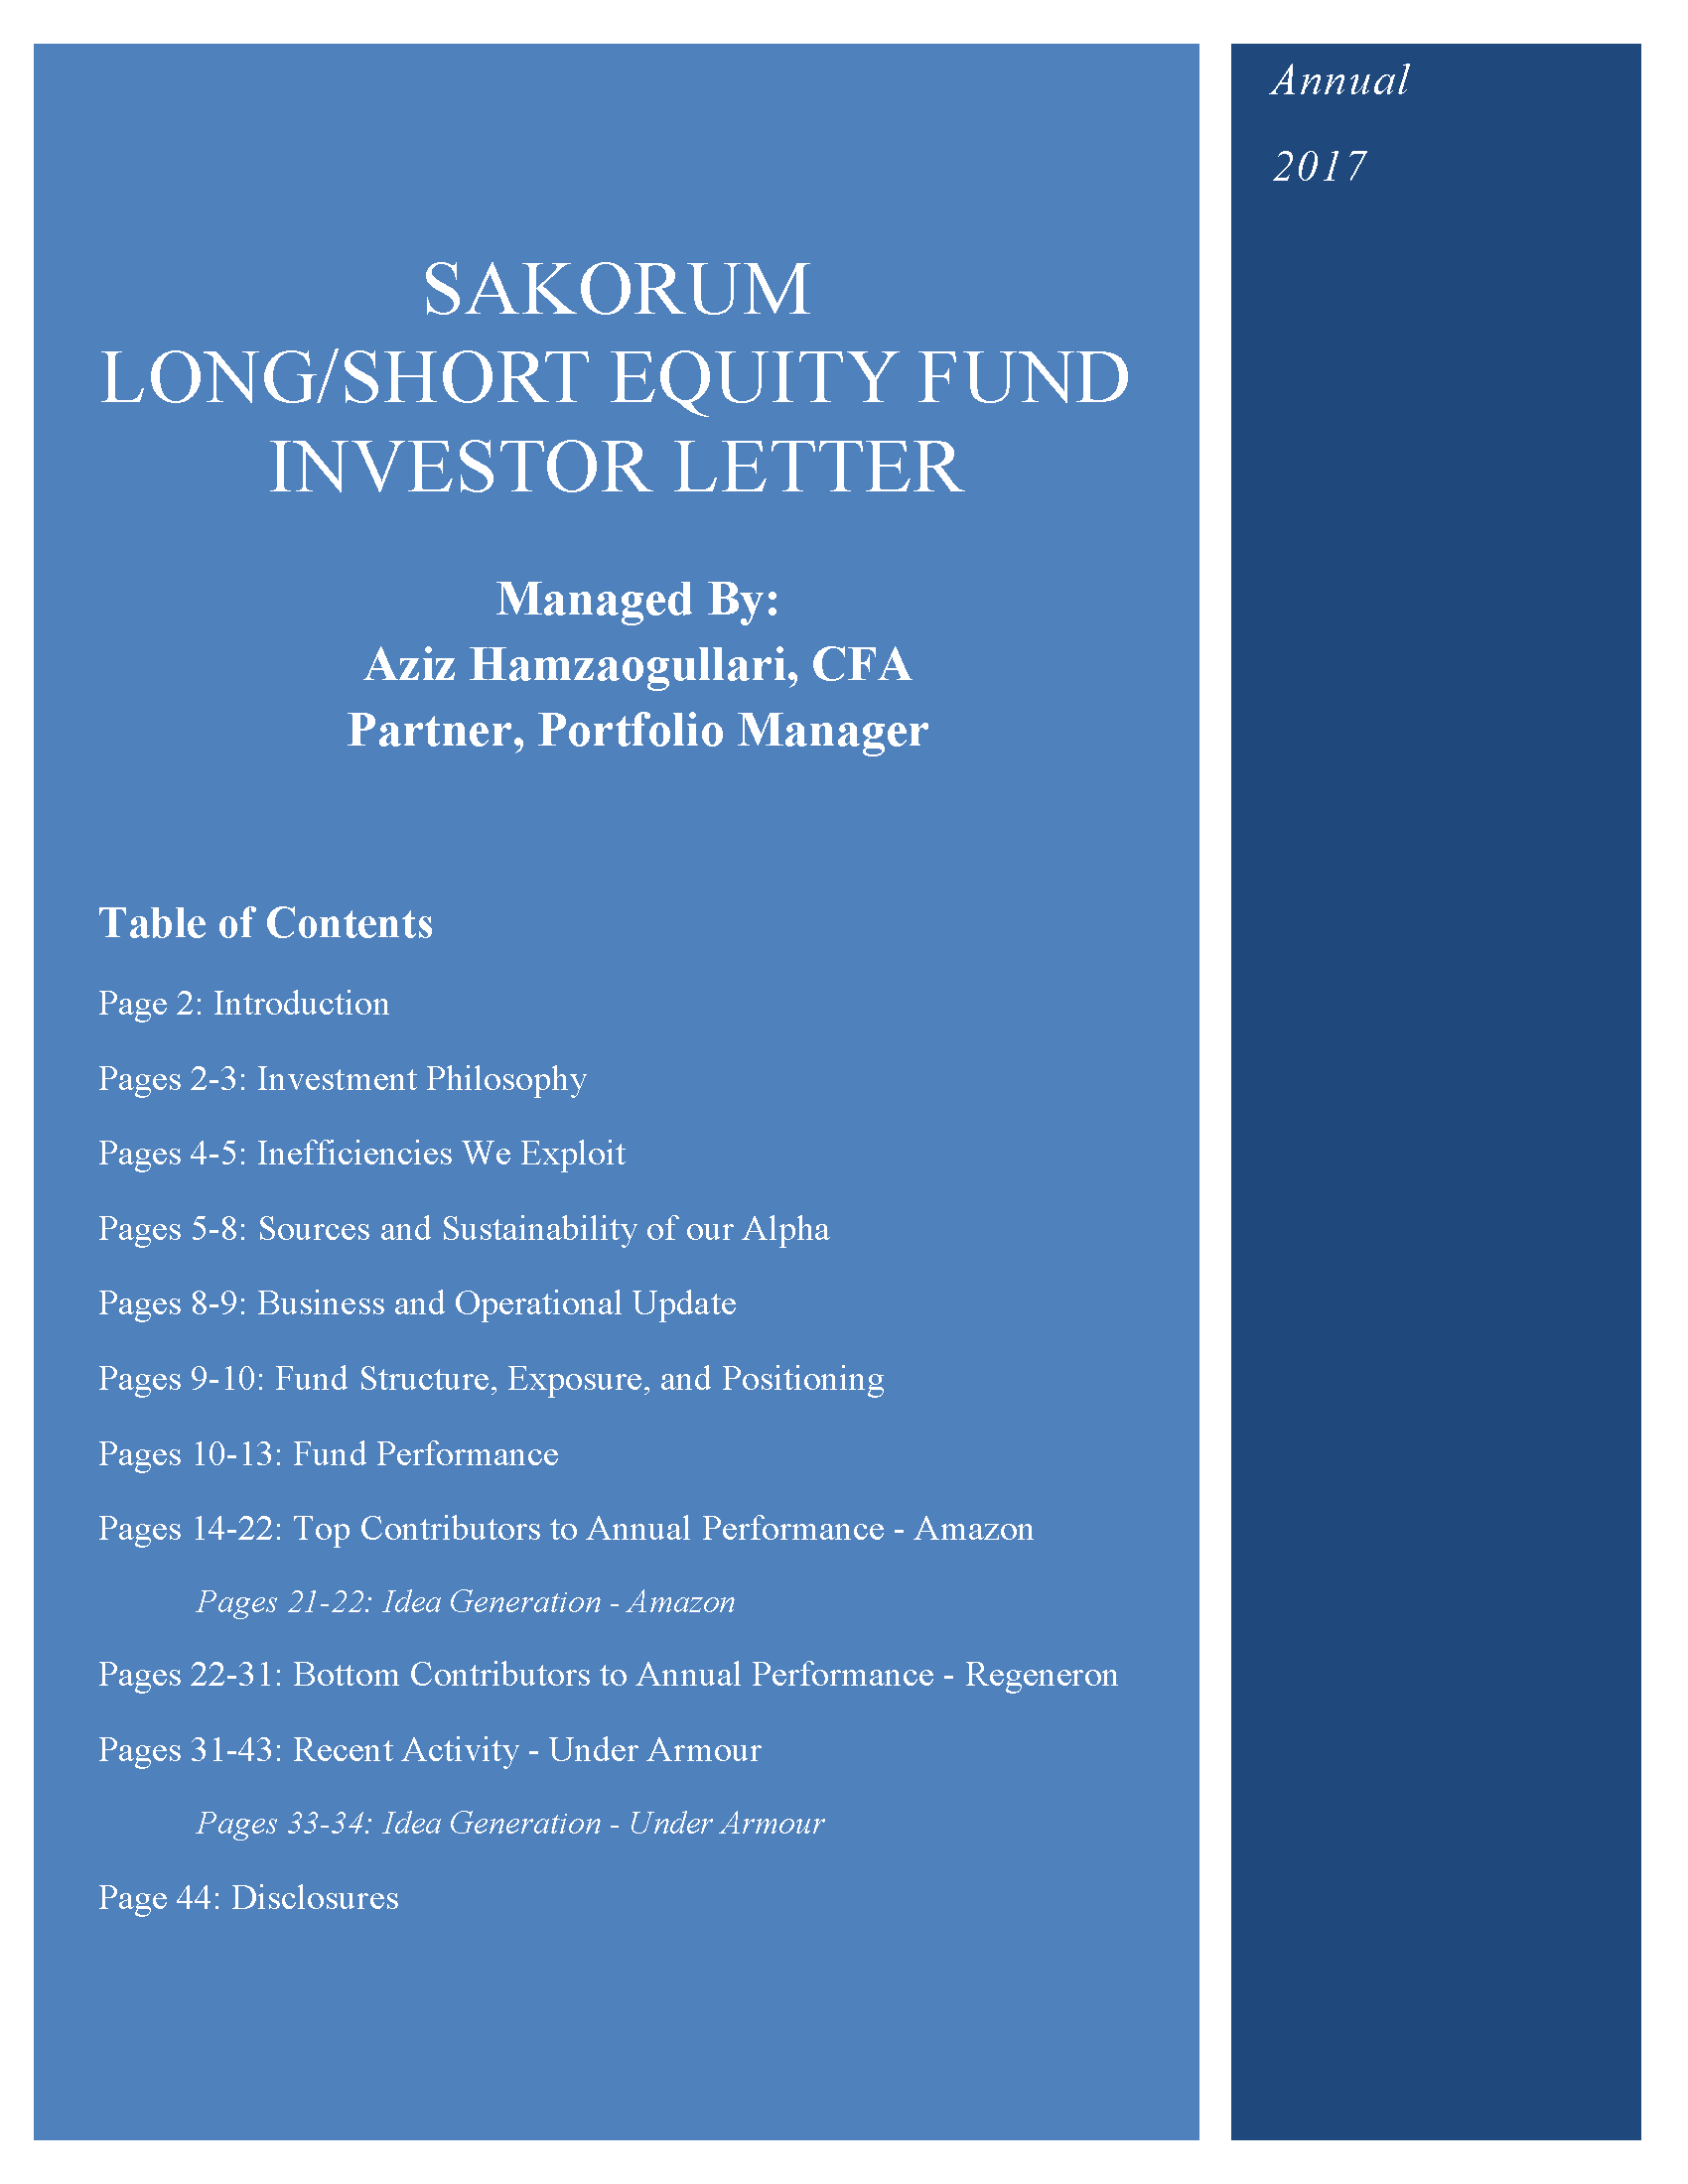 Annual
2017
SAKORUM
LONG/SHORT EQUITY FUND
INVESTOR LETTER
Managed By:
Aziz Hamzaogullari, CFA
Partner, Portfolio Manager
Table of Contents
Page 2: Introduction
Pages 2-3: Investment Philosophy
Pages 4-5: Inefficiencies We Exploit
Pages 5-8: Sources and Sustainability of our Alpha
Pages 8-9: Business and Operational Update
Pages 9-10: Fund Structure, Exposure, and Positioning
Pages 10-13: Fund Performance
Pages 14-22: Top Contributors to Annual Performance - Amazon
Pages 21-22: Idea Generation - Amazon
Pages 22-31: Bottom Contributors to Annual Performance - Regeneron
Pages 31-43: Recent Activity - Under Armour
Pages 33-34: Idea Generation - Under Armour
Page 44: Disclosures